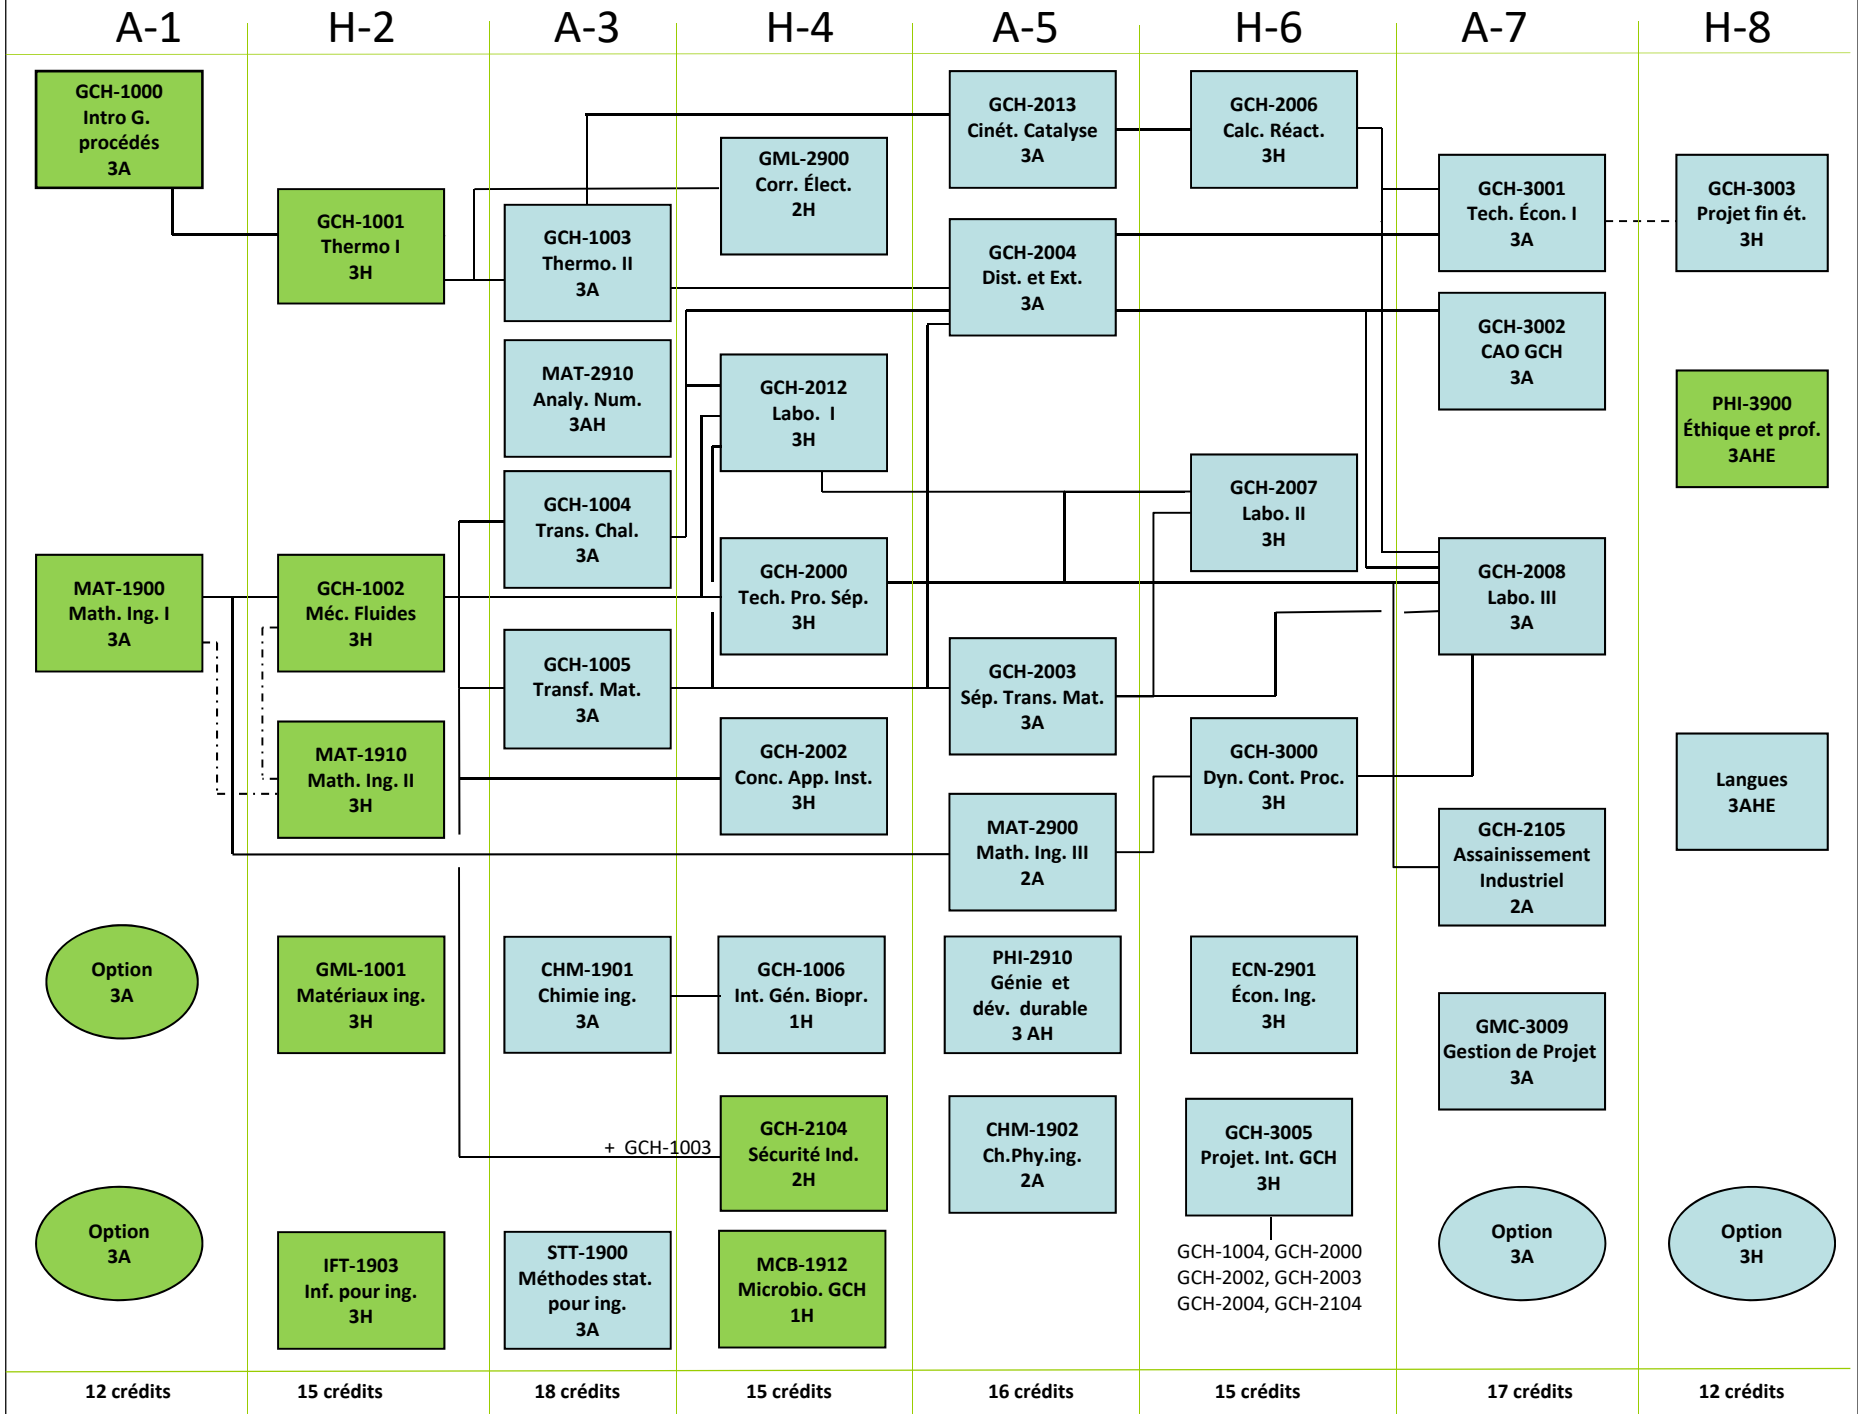 A-1
H-2
A-3
H-4
A-5
H-6
A-7
H-8
GCH-1000
Intro G.
procédés
3A
MAT-1900
Math. Ing. I
3A
Option
3A
Option
3A
12 crédits
GCH-1001
Thermo I
3H
GCH-1002
Méc. Fluides
3H
MAT-1910
Math. Ing. II
3H
GML-1001
Matériaux ing.
3H
IFT-1903
Inf. pour ing.
3H
15 crédits
GCH-1003
Thermo. II
3A
MAT-2910
Analy. Num.
3AH
GCH-1004
Trans. Chal.
3A
GCH-1005
Transf. Mat.
3A
CHM-1901
Chimie ing.
3A
+ GCH-1003
STT-1900
Méthodes stat.
pour ing.
3A
18 crédits
GML-2900
Corr. Élect.
2H
GCH-2012
Labo. I
3H
GCH-2000
Tech. Pro. Sép.
3H
GCH-2002
Conc. App. Inst.
3H
GCH-1006
Int. Gén. Biopr.
1H
GCH-2104
Sécurité Ind.
2H
MCB-1912
Microbio. GCH
1H
15 crédits
GCH-2013
Cinét. Catalyse
3A
GCH-2004
Dist. et Ext.
3A
GCH-2003
Sép. Trans. Mat.
3A
MAT-2900
Math. Ing. III
2A
PHI-2910
Génie et
dév. durable
3 AH
CHM-1902
Ch.Phy.ing.
2A
16 crédits
GCH-2006
Calc. Réact.
3H
GCH-2007
Labo. II
3H
GCH-3000
Dyn. Cont. Proc.
3H
ECN-2901
Écon. Ing.
3H
GCH-3005
Projet. Int. GCH
3H
GCH-1004, GCH-2000
GCH-2002, GCH-2003
GCH-2004, GCH-2104
15 crédits
GCH-3001
Tech. Écon. I
3A
GCH-3002
CAO GCH
3A
GCH-2008
Labo. III
3A
GCH-2105
Assainissement
Industriel
2A
GMC-3009
Gestion de Projet
3A
Option
3A
17 crédits
GCH-3003
Projet fin ét.
3H
PHI-3900
Éthique et prof.
3AHE
Langues
3AHE
Option
3H
12 crédits